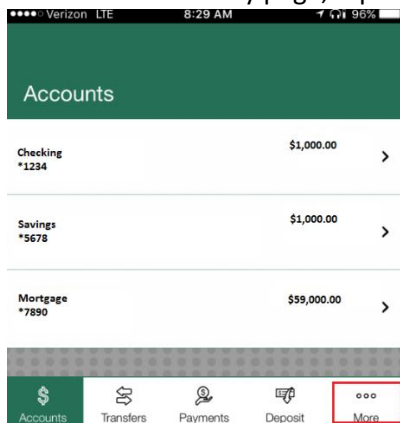 Verizon LTE 8:29 AM 96%
Accounts
Checking $1,000.00
*1234
Savings $1,000.00
*5678
Mortgage $59,000.00
*7890
Accounts Transfers Payments Deposit More